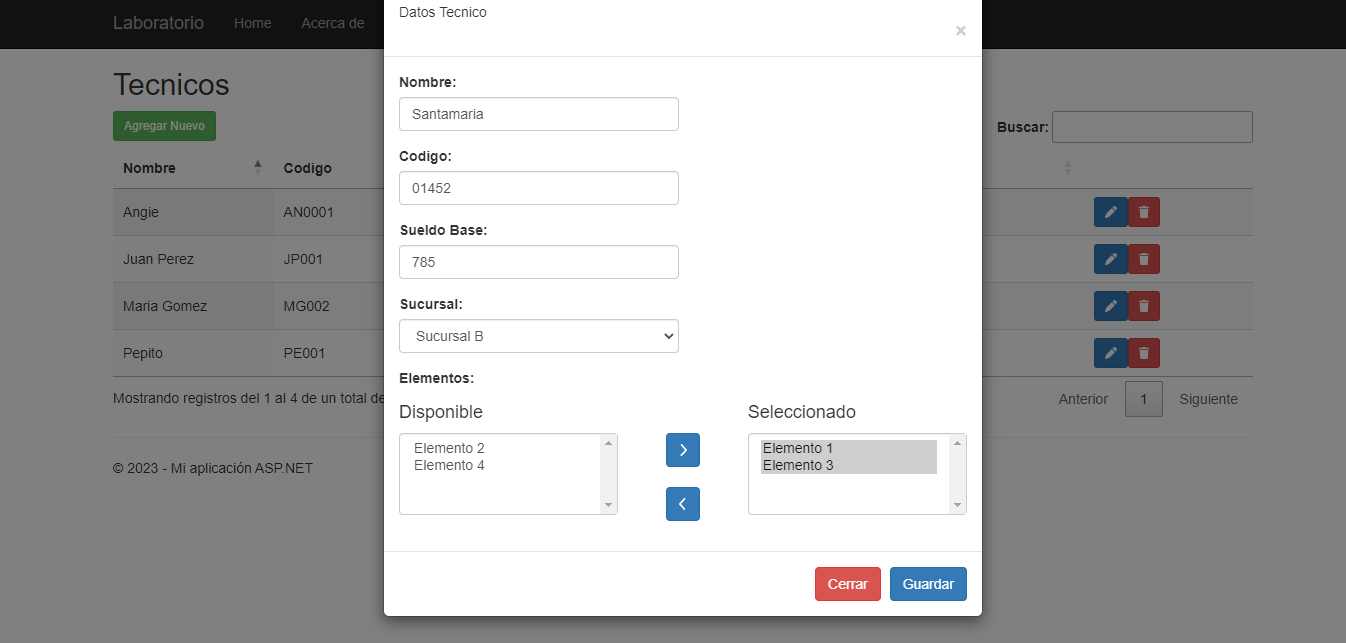 Laboratorio Home Acerca de
Tecnicos
Agregar Nuevo
Buscar:
Nombre Codigo
Angie AN0001
Juan Perez JP001
Maria Gomez MG002
Pepito PE001
Mostrando registros del 1 al 4 de un total de
Anterior 1 Siguiente
© 2023 - Mi aplicación ASP.NET
Datos Tecnico
×
Nombre:
Santamaria
Codigo:
01452
Sueldo Base:
785
Sucursal:
Sucursal B
Elementos:
Disponible
Elemento 2
Elemento 4
Seleccionado
Elemento 1
Elemento 3
Cerrar Guardar